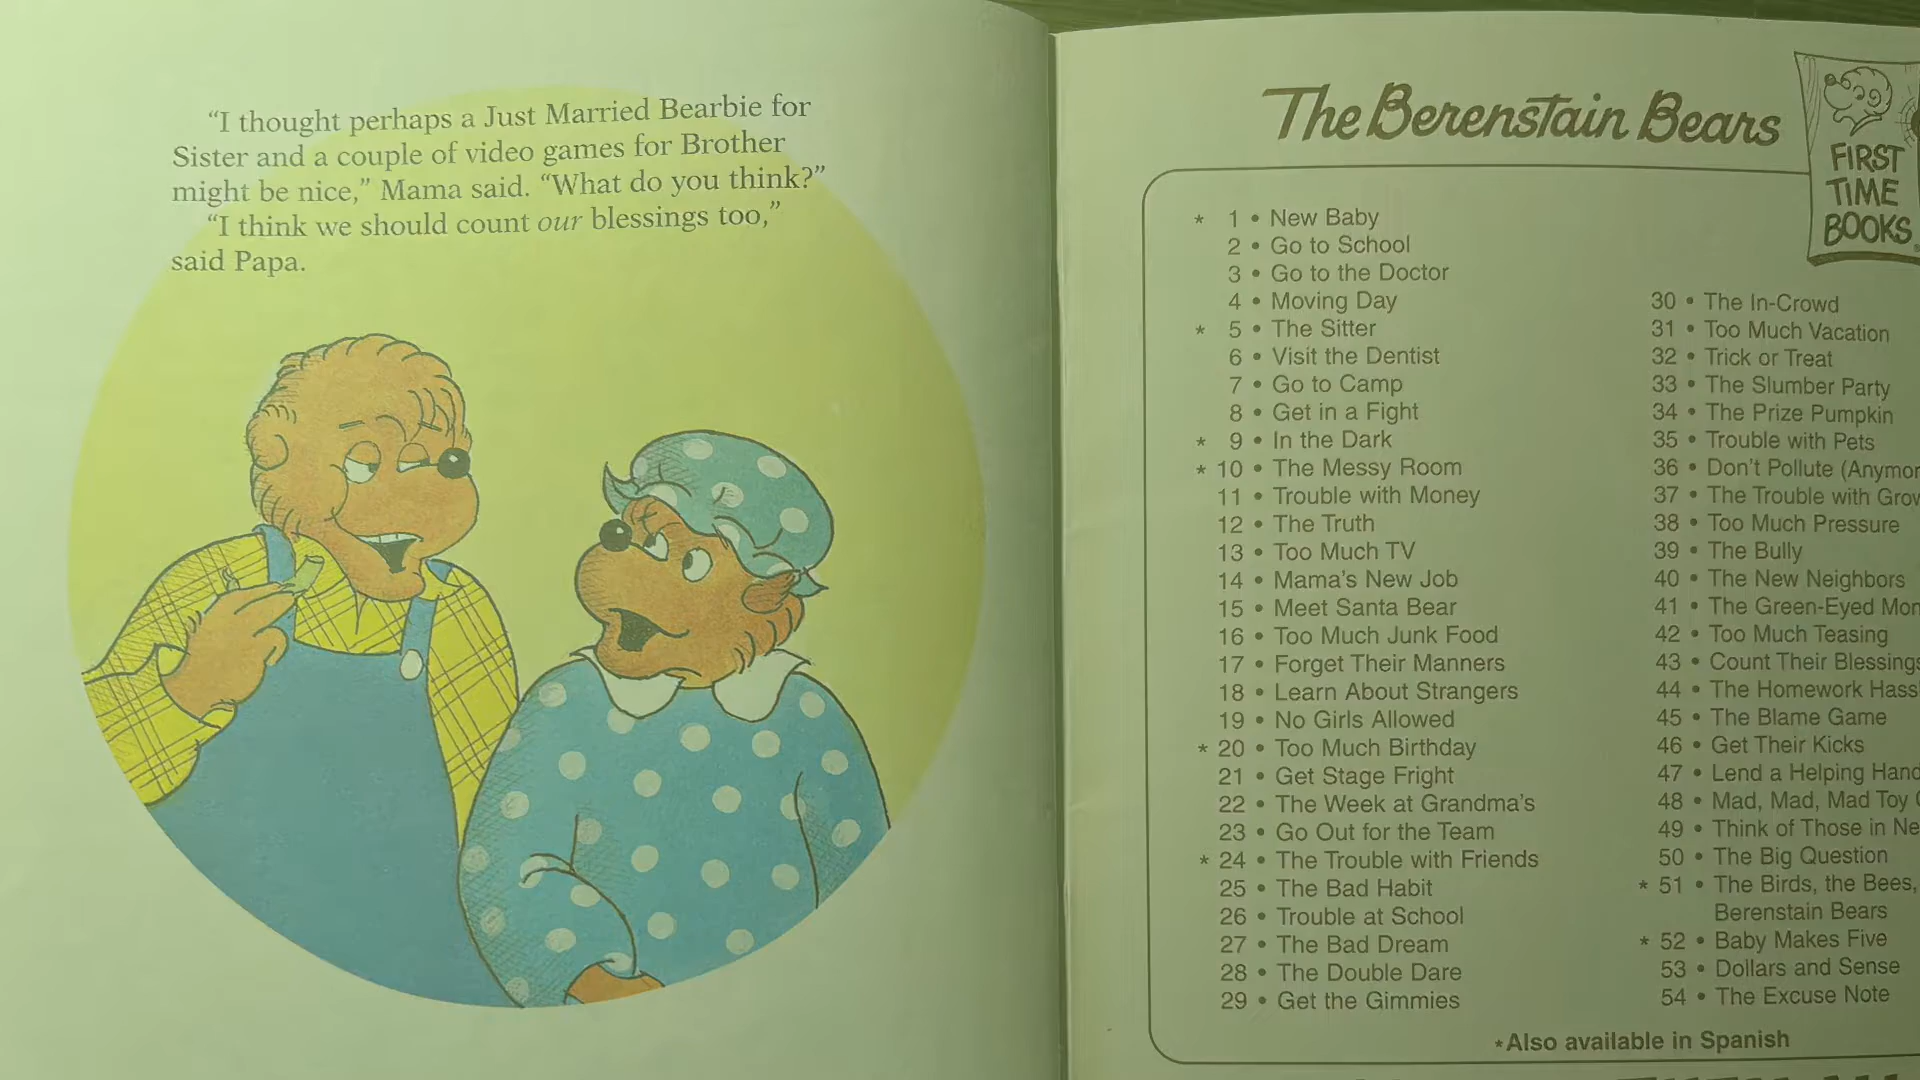 “I thought perhaps a Just Married Bearbie for
Sister and a couple of video games for Brother
might be nice,” Mama said. “What do you think?”
“I think we should count our blessings too,”
said Papa.
The Berenstain Bears
FIRST
TIME
BOOKS
* 1 • New Baby
2 • Go to School
3 • Go to the Doctor
4 • Moving Day
* 5 • The Sitter
6 • Visit the Dentist
7 • Go to Camp
8 • Get in a Fight
* 9 • In the Dark
* 10 • The Messy Room
11 • Trouble with Money
12 • The Truth
13 • Too Much TV
14 • Mama’s New Job
15 • Meet Santa Bear
16 • Too Much Junk Food
17 • Forget Their Manners
18 • Learn About Strangers
19 • No Girls Allowed
* 20 • Too Much Birthday
21 • Get Stage Fright
22 • The Week at Grandma’s
23 • Go Out for the Team
* 24 • The Trouble with Friends
25 • The Bad Habit
26 • Trouble at School
27 • The Bad Dream
28 • The Double Dare
29 • Get the Gimmies
30 • The In-Crowd
31 • Too Much Vacation
32 • Trick or Treat
33 • The Slumber Party
34 • The Prize Pumpkin
35 • Trouble with Pets
36 • Don’t Pollute (Anymor
37 • The Trouble with Grow
38 • Too Much Pressure
39 • The Bully
40 • The New Neighbors
41 • The Green-Eyed Mon
42 • Too Much Teasing
43 • Count Their Blessings
44 • The Homework Hass
45 • The Blame Game
46 • Get Their Kicks
47 • Lend a Helping Hand
48 • Mad, Mad, Mad Toy
49 • Think of Those in Ne
50 • The Big Question
* 51 • The Birds, the Bees,
Berenstain Bears
* 52 • Baby Makes Five
53 • Dollars and Sense
54 • The Excuse Note
*Also available in Spanish